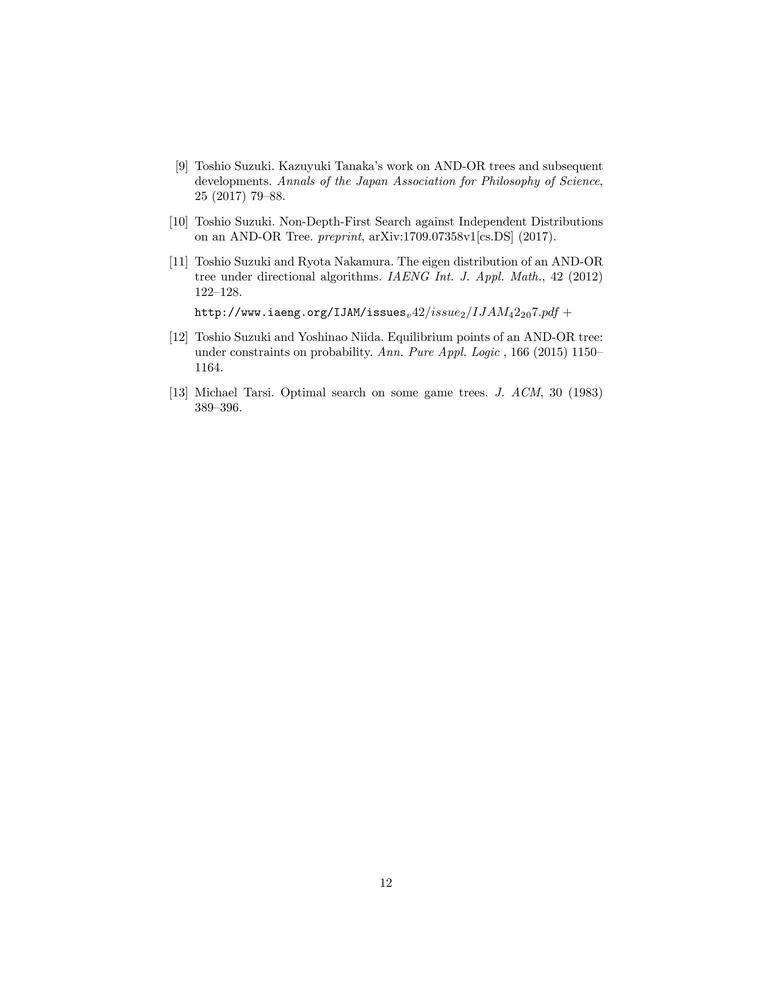 [9] Toshio Suzuki. Kazuyuki Tanaka's work on AND-OR trees and subsequent
developments. Annals of the Japan Association for Philosophy of Science,
25 (2017) 79–88.
[10] Toshio Suzuki. Non-Depth-First Search against Independent Distributions
on an AND-OR Tree. preprint, arXiv:1709.07358v1[cs.DS] (2017).
[11] Toshio Suzuki and Ryota Nakamura. The eigen distribution of an AND-OR
tree under directional algorithms. IAENG Int. J. Appl. Math., 42 (2012)
122–128.
http://www.iaeng.org/IJAM/issues_v42/issue_2/IJAM_42_{20}7.pdf +
[12] Toshio Suzuki and Yoshinao Niida. Equilibrium points of an AND-OR tree:
under constraints on probability. Ann. Pure Appl. Logic , 166 (2015) 1150–
1164.
[13] Michael Tarsi. Optimal search on some game trees. J. ACM, 30 (1983)
389–396.
12